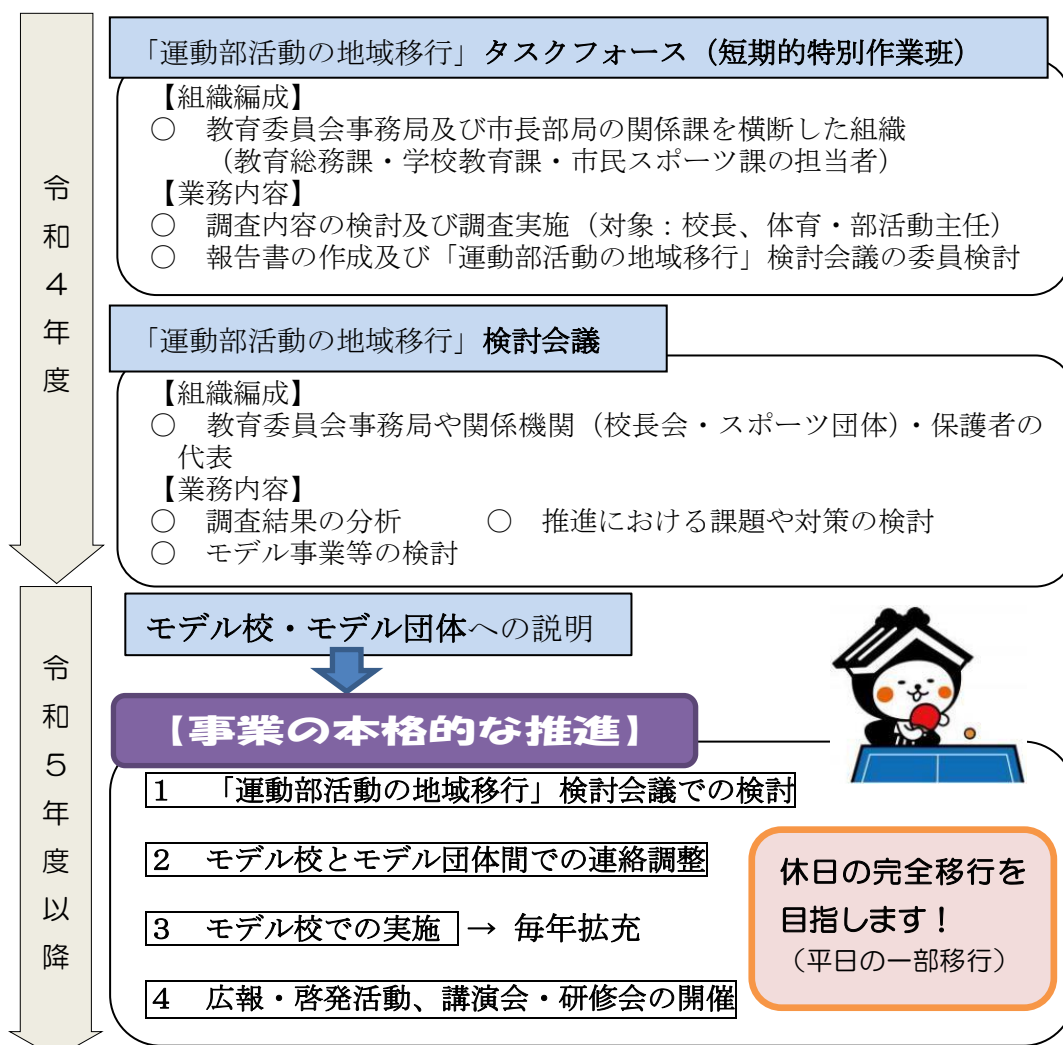 令和4年度
「運動部活動の地域移行」タスクフォース（短期的特別作業班）
【組織編成】
○　教育委員会事務局及び市長部局の関係課を横断した組織
（教育総務課・学校教育課・市民スポーツ課の担当者）
【業務内容】
○　調査内容の検討及び調査実施（対象：校長、体育・部活動主任）
○　報告書の作成及び「運動部活動の地域移行」検討会議の委員検討
「運動部活動の地域移行」検討会議
【組織編成】
○　教育委員会事務局や関係機関（校長会・スポーツ団体）・保護者の
代表
【業務内容】
○　調査結果の分析　　　○　推進における課題や対策の検討
○　モデル事業等の検討
令和5年度以降
モデル校・モデル団体への説明
【事業の本格的な推進】
1　「運動部活動の地域移行」検討会議での検討
2　モデル校とモデル団体間での連絡調整
3　モデル校での実施 → 毎年拡充
4　広報・啓発活動、講演会・研修会の開催
休日の完全移行を
目指します！
（平日の一部移行）